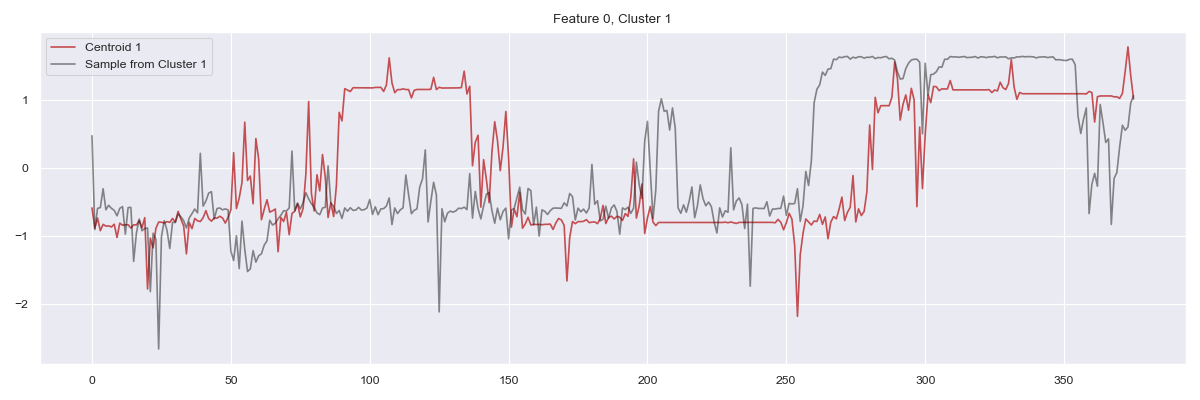 Feature 0, Cluster 1
Centroid 1
Sample from Cluster 1
1
0
−1
−2
0 50 100 150 200 250 300 350